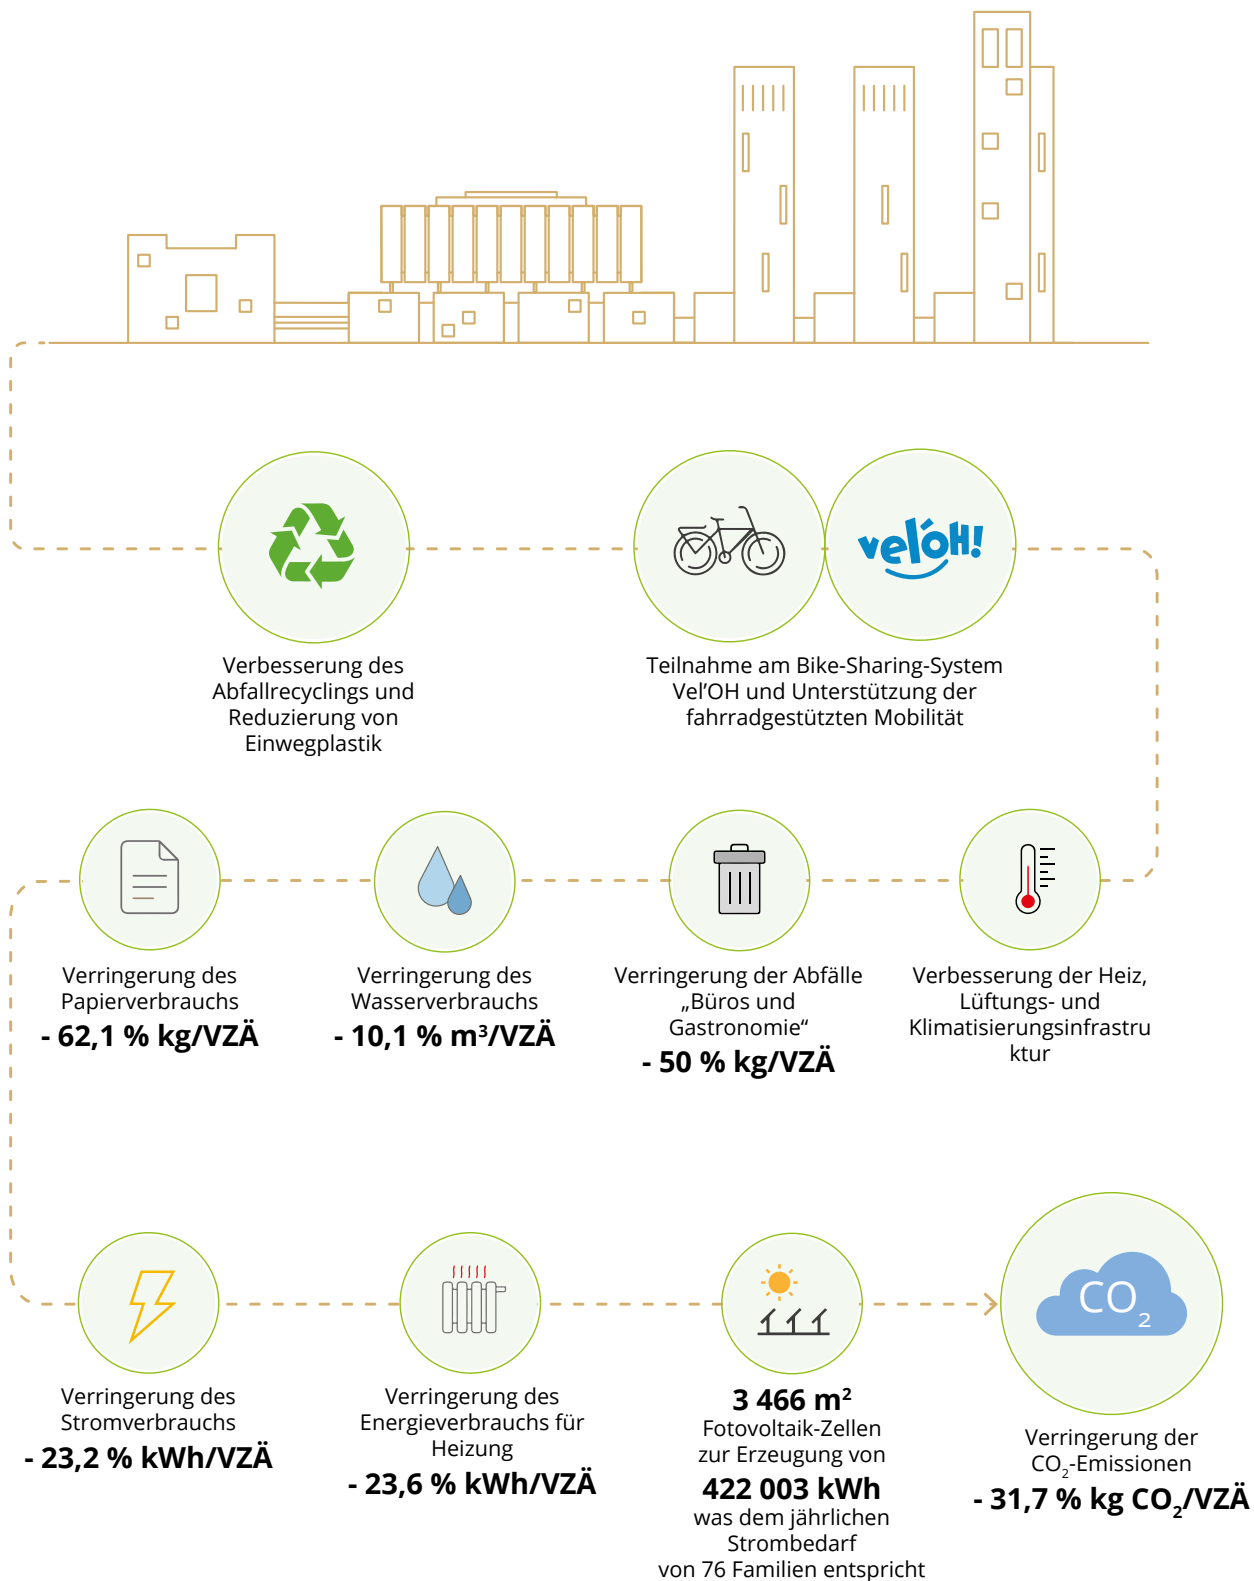 vel'OH!
Verbesserung des
Abfallrecyclings und
Reduzierung von
Einwegplastik
Teilnahme am Bike-Sharing-System
Vel’OH und Unterstützung der
fahrradgestützten Mobilität
Verringerung des
Papierverbrauchs
- 62,1 % kg/VZÄ
Verringerung des
Wasserverbrauchs
- 10,1 % m³/VZÄ
Verringerung der Abfälle
„Büros und
Gastronomie“
- 50 % kg/VZÄ
Verbesserung der Heiz,
Lüftungs- und
Klimatisierungsinfrastru
ktur
Verringerung des
Stromverbrauchs
- 23,2 % kWh/VZÄ
Verringerung des
Energieverbrauchs für
Heizung
- 23,6 % kWh/VZÄ
3 466 m²
Fotovoltaik-Zellen
zur Erzeugung von
422 003 kWh
was dem jährlichen
Strombedarf
von 76 Familien entspricht
CO₂
Verringerung der
CO₂-Emissionen
- 31,7 % kg CO₂/VZÄ